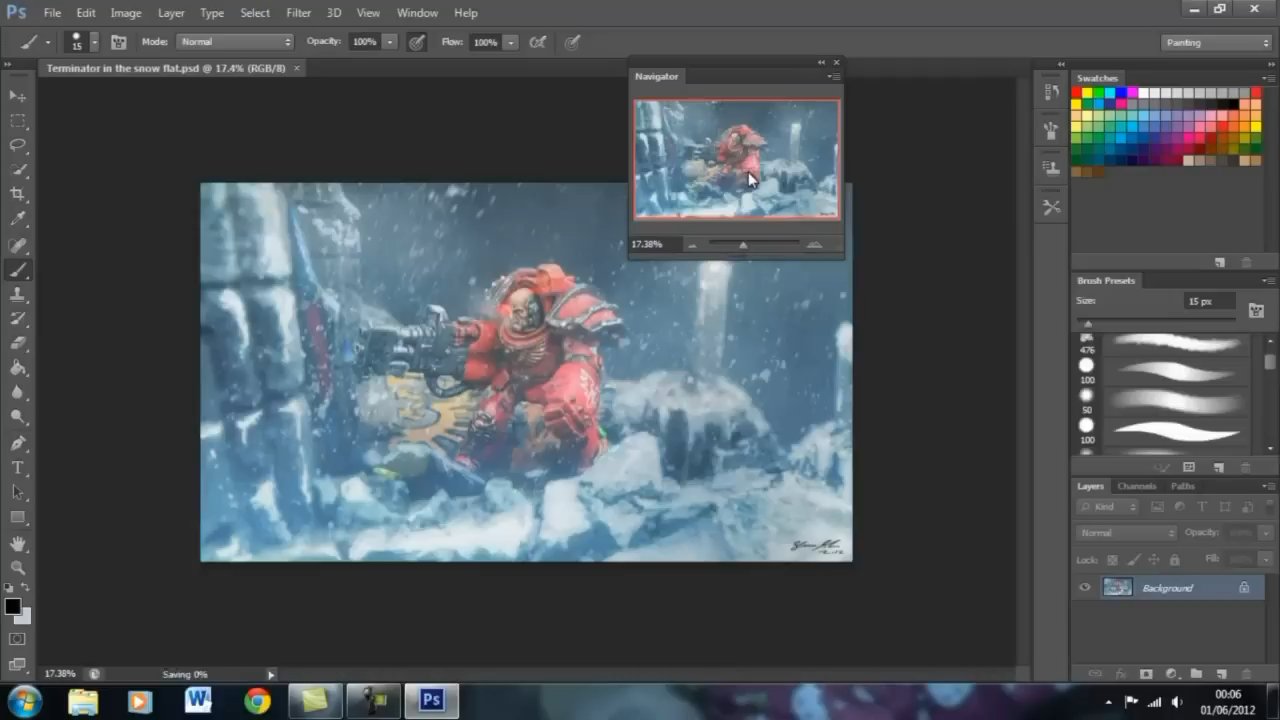 Ps File Edit Image Layer Type Select Filter 3D View Window Help
15 Mode: Normal Opacity: 100% Flow: 100% Painting
Terminator in the snow flat.psd @ 17.4% (RGB/8) ×
Navigator
17.38%
Swatches
Brush Presets
Size: 15 px
476
100
50
100
Layers Channels Paths
Kind
Normal Opacity:
Lock: Fill:
Background
17.38% Saving 0%
W Ps
00:06
01/06/2012